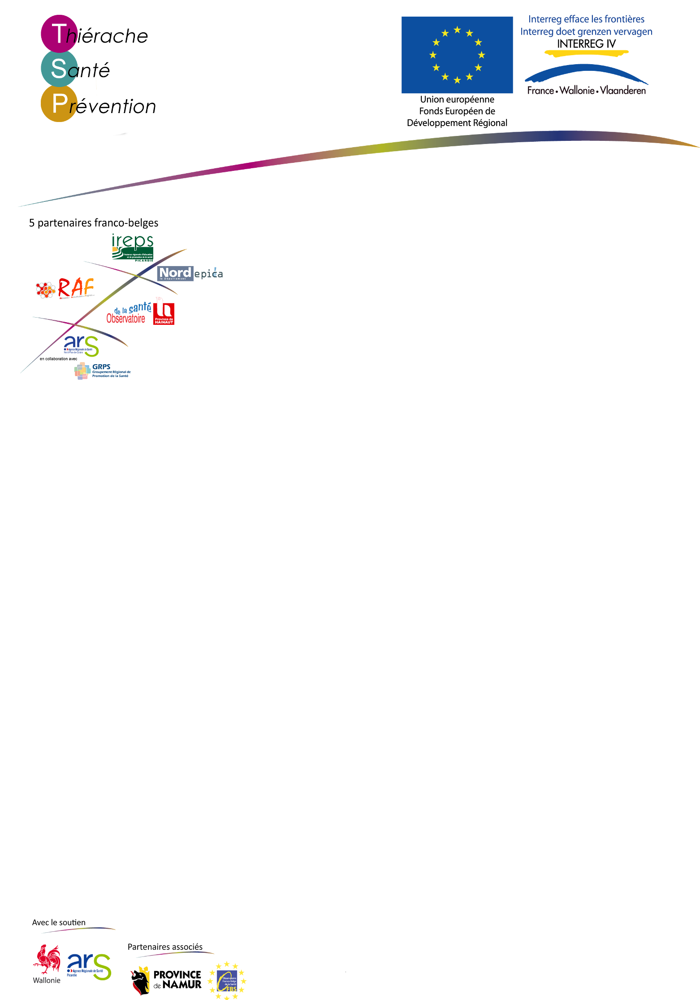 Thiérache
Santé
Prévention
Union européenne
Fonds Européen de
Développement Régional
Interreg efface les frontières
Interreg doet grenzen vervagen
INTERREG IV
France • Wallonie • Vlaanderen
5 partenaires franco-belges
ireps
Instance régionale d'éducation
et de promotion de la santé
PICARDIE
Nord
le Département
epicéa
RAF
de la santé
Observatoire
Province de
HAINAUT
ars
Agence Régionale de Santé
Nord-Pas-de-Calais
en collaboration avec
GRPS
Groupement Régional de
Promotion de la Santé
Avec le soutien
Wallonie
ars
Agence Régionale de Santé
Picardie
Partenaires associés
PROVINCE
de NAMUR
Observatoire
Franco-Belge
de la Santé
OFBS